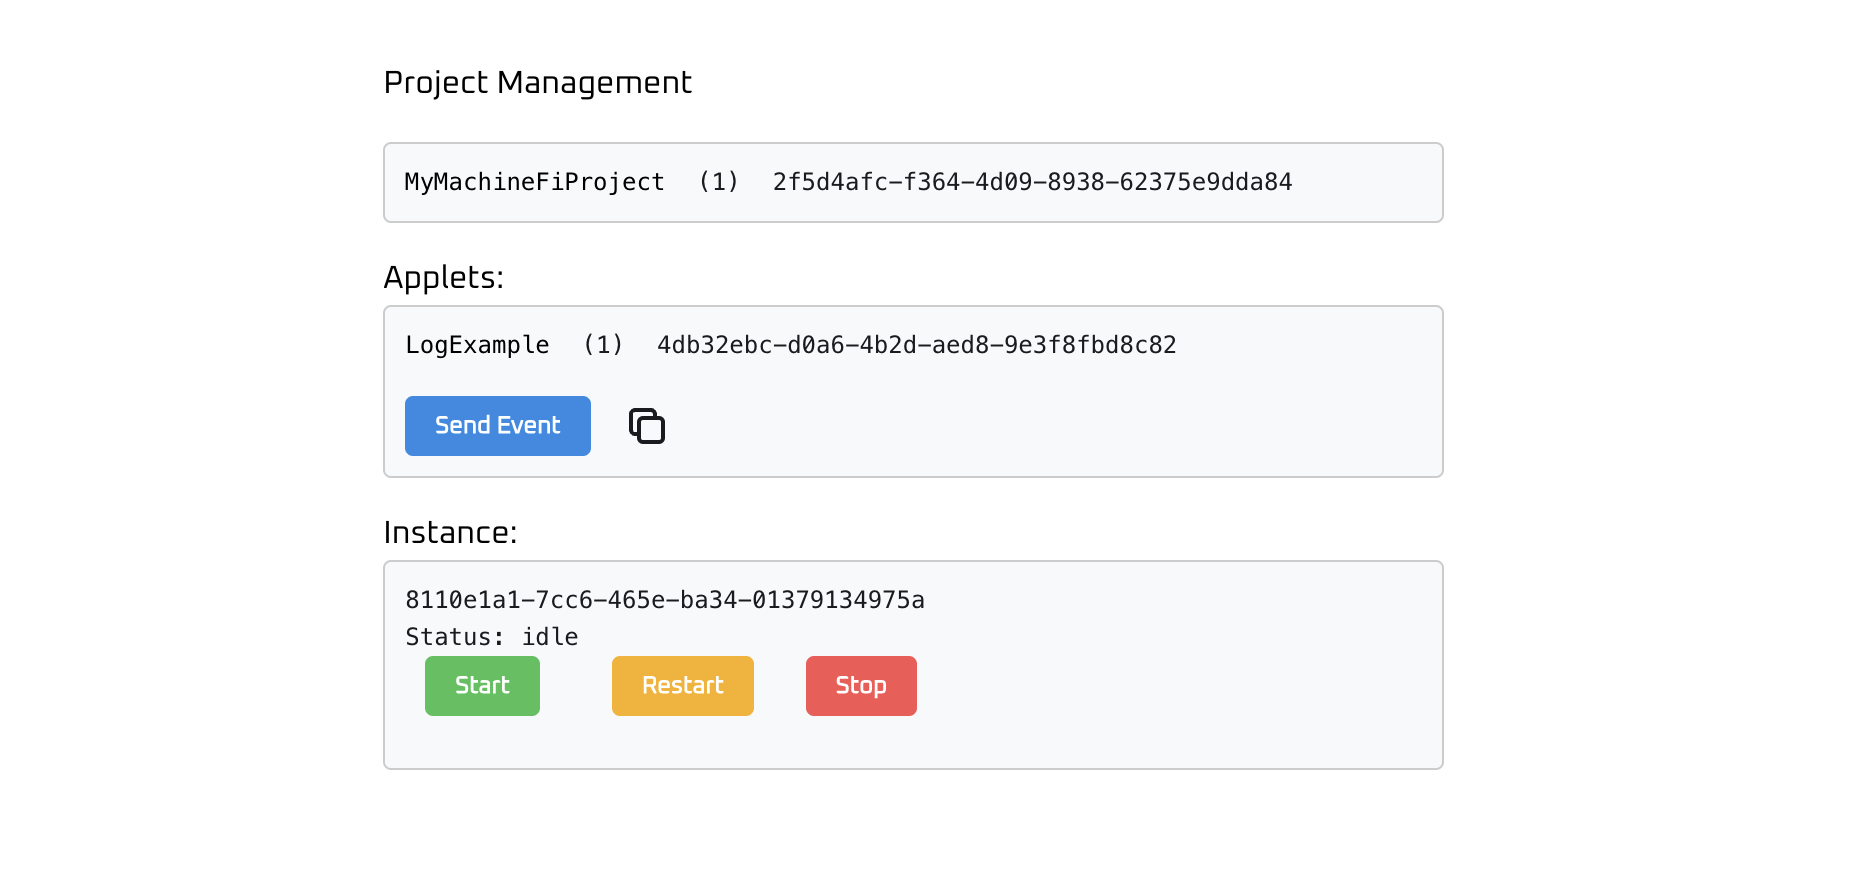 Project Management
MyMachineFiProject (1) 2f5d4afc-f364-4d09-8938-62375e9dda84
Applets:
LogExample (1) 4db32ebc-d0a6-4b2d-aed8-9e3f8fbd8c82
Send Event
Instance:
8110e1a1-7cc6-465e-ba34-01379134975a
Status: idle
Start Restart Stop